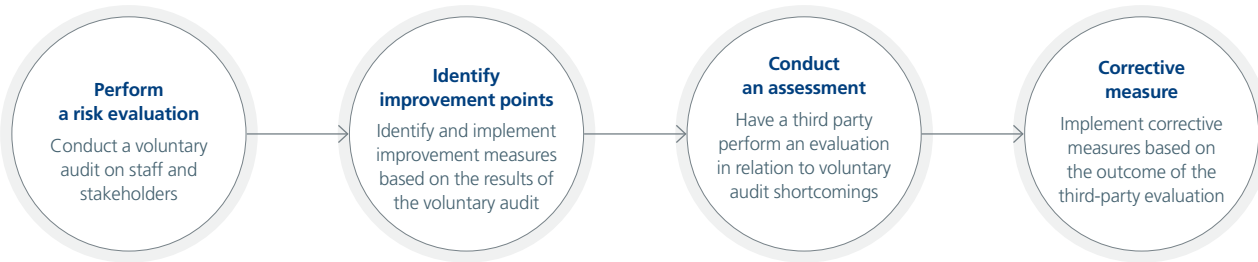 Perform
a risk evaluation
Conduct a voluntary
audit on staff and
stakeholders
Identify
improvement points
Identify and implement
improvement measures
based on the results of
the voluntary audit
Conduct
an assessment
Have a third party
perform an evaluation
in relation to voluntary
audit shortcomings
Corrective
measure
Implement corrective
measures based on
the outcome of the
third-party evaluation